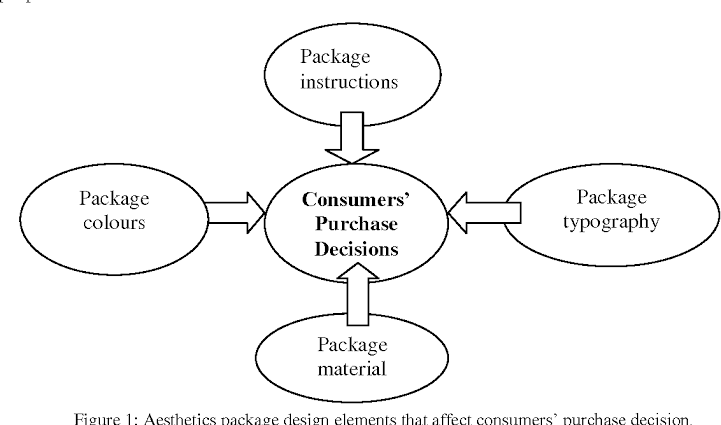 Package
instructions
Package
colours
Consumers'
Purchase
Decisions
Package
typography
Package
material
Figure 1: Aesthetics package design elements that affect consumers' purchase decision.